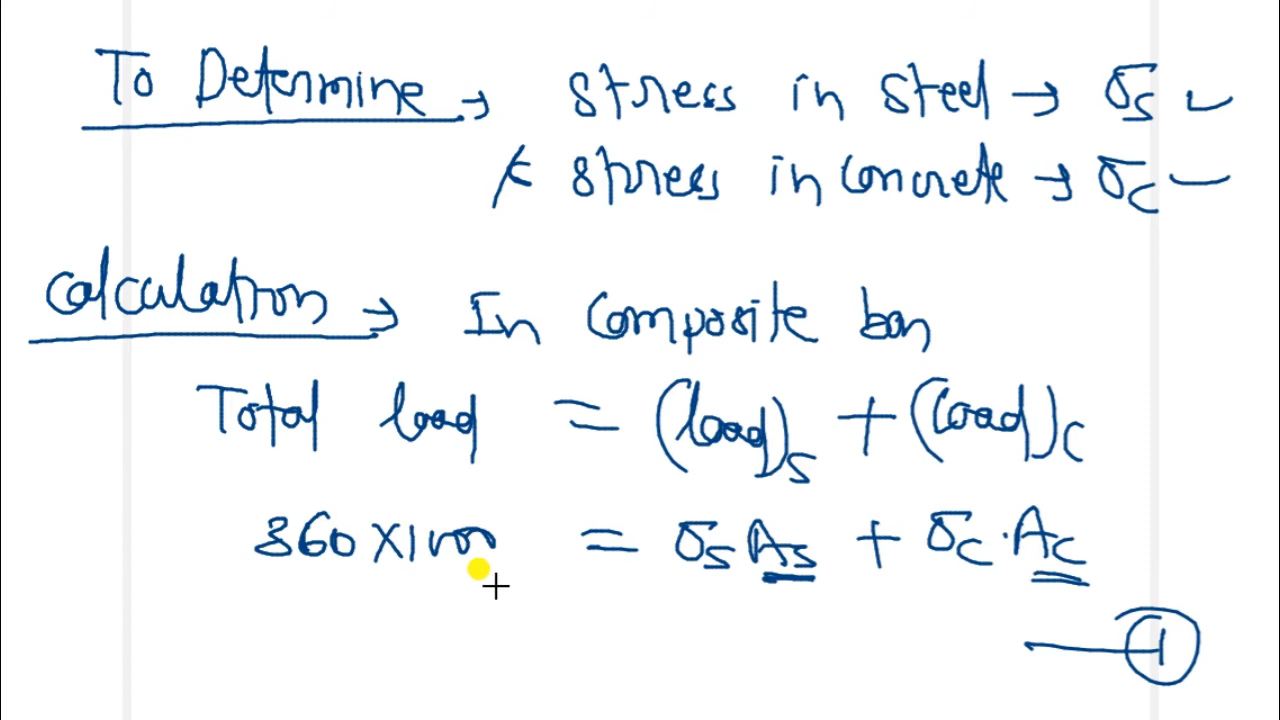 To Determine → Stress in Steel → σs
& Stress in Concrete → σc
Calculation → In Composite bar
Total load = (load)s + (load)c
360 X1000 = σs As + σc · Ac
1